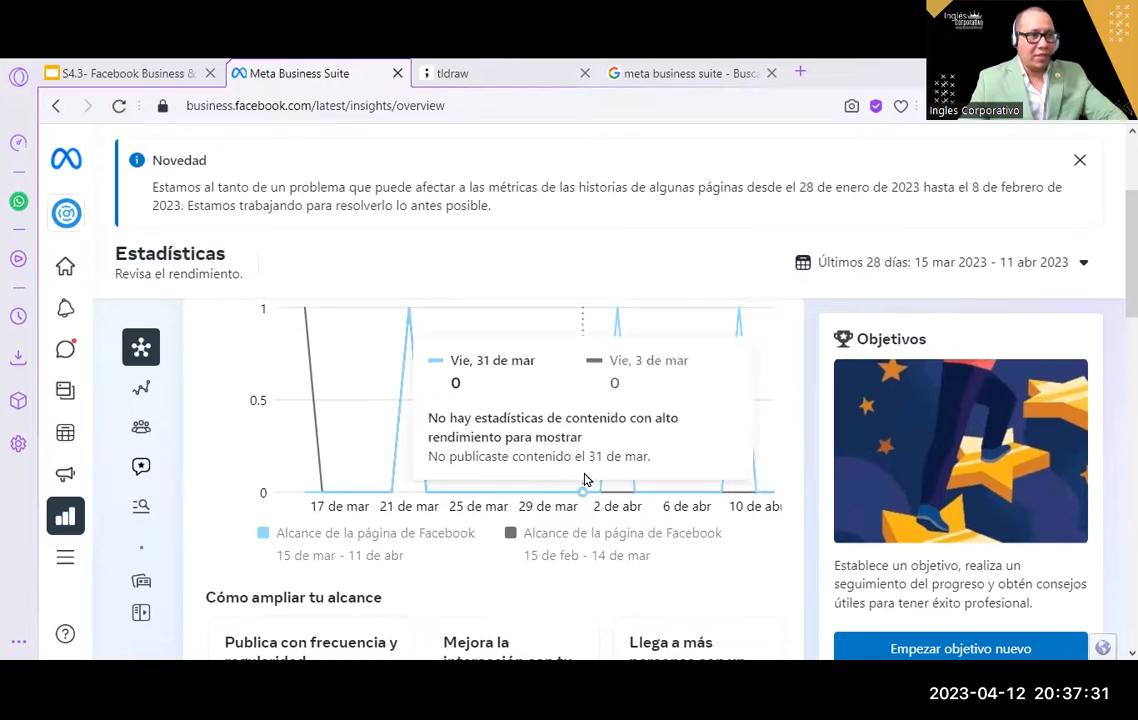 S4.3- Facebook Business &
Meta Business Suite
tldraw
meta business suite - Busca
business.facebook.com/latest/insights/overview
Inglés
Corporativo
Ingles Corporativo
Novedad
Estamos al tanto de un problema que puede afectar a las métricas de las historias de algunas páginas desde el 28 de enero de 2023 hasta el 8 de febrero de
2023. Estamos trabajando para resolverlo lo antes posible.
Estadísticas
Revisa el rendimiento.
Últimos 28 días: 15 mar 2023 - 11 abr 2023
1
0.5
0
Vie, 31 de mar
0
Vie, 3 de mar
0
No hay estadísticas de contenido con alto
rendimiento para mostrar
No publicaste contenido el 31 de mar.
17 de mar 21 de mar 25 de mar 29 de mar 2 de abr 6 de abr 10 de abr
Alcance de la página de Facebook
15 de mar - 11 de abr
Alcance de la página de Facebook
15 de feb - 14 de mar
Cómo ampliar tu alcance
Publica con frecuencia y
regularidad
Mejora la
interacción con tu
Llega a más
personas con un
Objetivos
Establece un objetivo, realiza un
seguimiento del progreso y obtén consejos
útiles para tener éxito profesional.
Empezar objetivo nuevo
2023-04-12 20:37:31